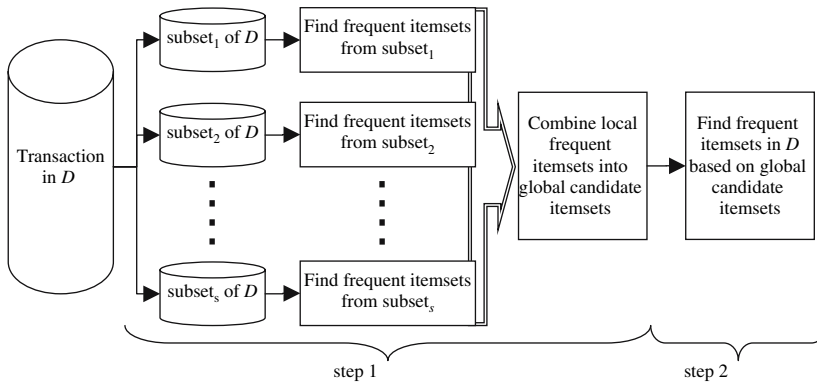 Transaction
in D
subset₁ of D
Find frequent itemsets
from subset₁
subset₂ of D
Find frequent itemsets
from subset₂
subsetₛ of D
Find frequent itemsets
from subsetₛ
Combine local
frequent
itemsets into
global candidate
itemsets
Find frequent
itemsets in D
based on global
candidate
itemsets
step 1
step 2